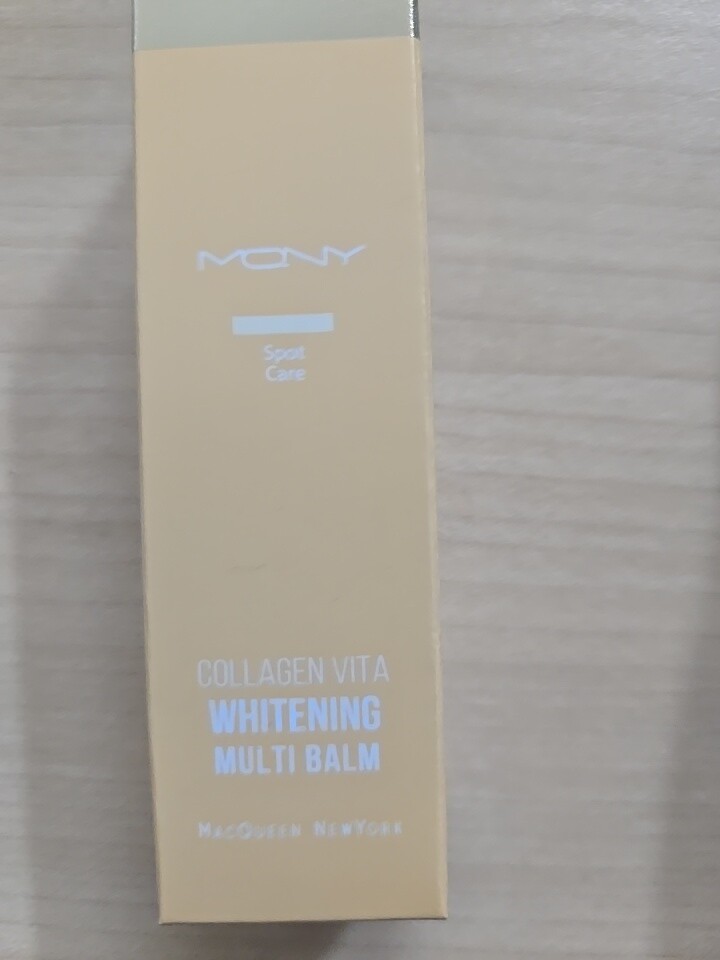 MQNY
Spot
Care
COLLAGEN VITA
WHITENING
MULTI BALM
MACQUEEN NEWYORK